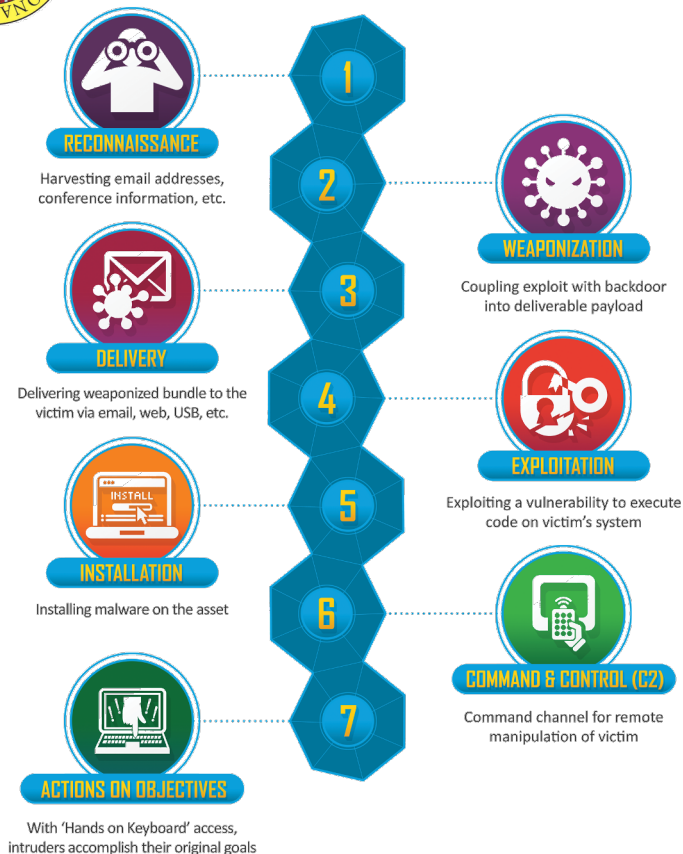 1
RECONNAISSANCE
Harvesting email addresses,
conference information, etc.
2
WEAPONIZATION
Coupling exploit with backdoor
into deliverable payload
3
DELIVERY
Delivering weaponized bundle to the
victim via email, web, USB, etc.
4
EXPLOITATION
Exploiting a vulnerability to execute
code on victim's system
5
INSTALL
INSTALLATION
Installing malware on the asset
6
COMMAND & CONTROL (C2)
Command channel for remote
manipulation of victim
7
ACTIONS ON OBJECTIVES
With 'Hands on Keyboard' access,
intruders accomplish their original goals